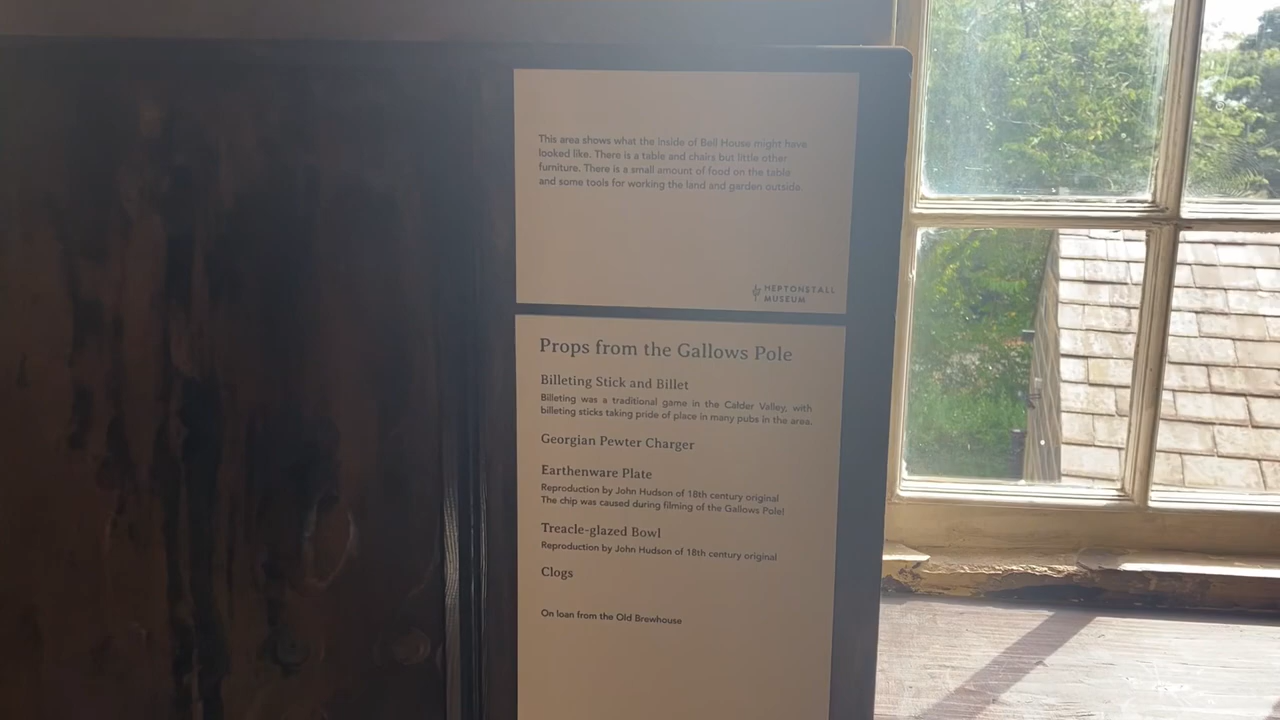 This area shows what the inside of Bell House might have
looked like. There is a table and chairs but little other
furniture. There is a small amount of food on the table
and some tools for working the land and garden outside.
HEPTONSTALL
MUSEUM
Props from the Gallows Pole
Billeting Stick and Billet
Billeting was a traditional game in the Calder Valley, with
billeting sticks taking pride of place in many pubs in the area.
Georgian Pewter Charger
Earthenware Plate
Reproduction by John Hudson of 18th century original
The chip was caused during filming of the Gallows Pole!
Treacle-glazed Bowl
Reproduction by John Hudson of 18th century original
Clogs
On loan from the Old Brewhouse